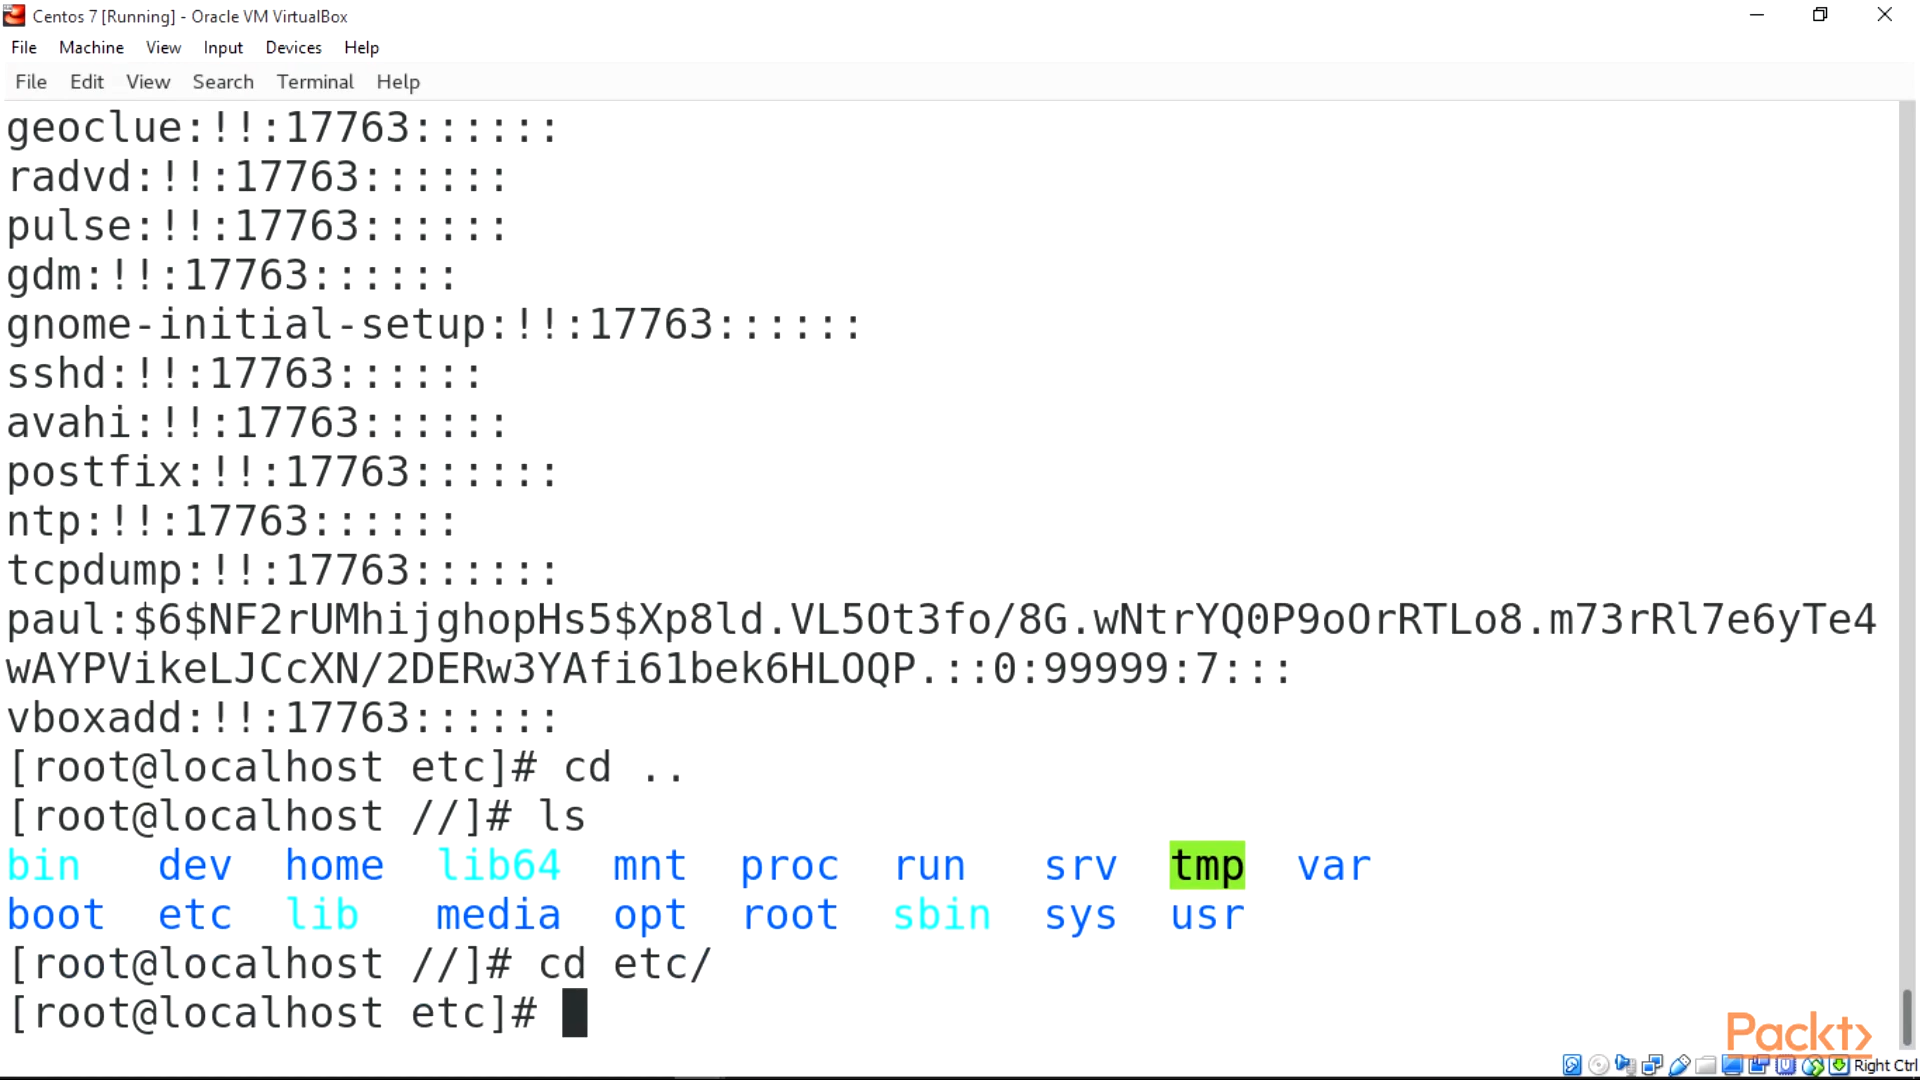 Centos 7 [Running] - Oracle VM VirtualBox
File Machine View Input Devices Help
File Edit View Search Terminal Help
geoclue:!!:17763::::::
radvd:!!:17763::::::
pulse:!!:17763::::::
gdm:!!:17763::::::
gnome-initial-setup:!!:17763::::::
sshd:!!:17763::::::
avahi:!!:17763::::::
postfix:!!:17763::::::
ntp:!!:17763::::::
tcpdump:!!:17763::::::
paul:$6$NF2rUMhijghopHs5$Xp8ld.VL5Ot3fo/8G.wNtrYQ0P9oOrRTLo8.m73rRl7e6yTe4
wAYPVikeLJCcXN/2DERw3YAfi61bek6HLOQP.::0:99999:7:::
vboxadd:!!:17763::::::
[root@localhost etc]# cd ..
[root@localhost //]# ls
bin dev home lib64 mnt proc run srv tmp var
boot etc lib media opt root sbin sys usr
[root@localhost //]# cd etc/
[root@localhost etc]#
Packt>
Right Ctrl